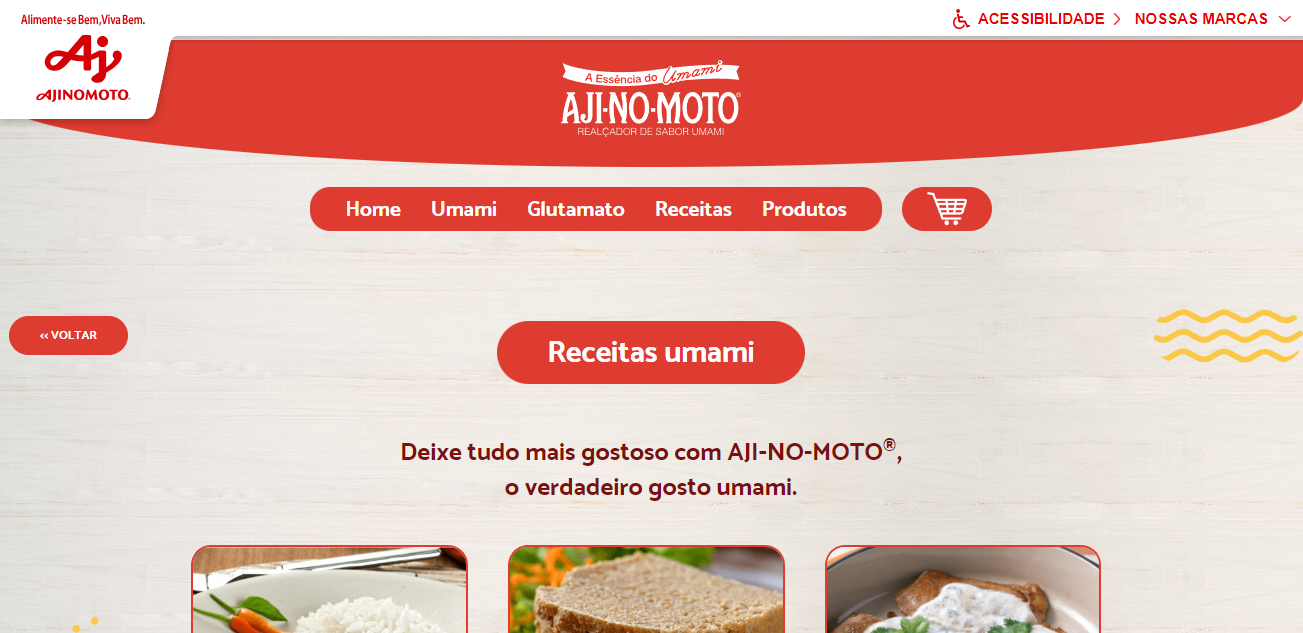 Alimente-se Bem, Viva Bem.
AJINOMOTO
ACESSIBILIDADE
NOSSAS MARCAS
A Essência do Umami
AJI-NO-MOTO®
REALÇADOR DE SABOR UMAMI
Home Umami Glutamato Receitas Produtos
‹‹ VOLTAR
Receitas umami
Deixe tudo mais gostoso com AJI-NO-MOTO®,
o verdadeiro gosto umami.